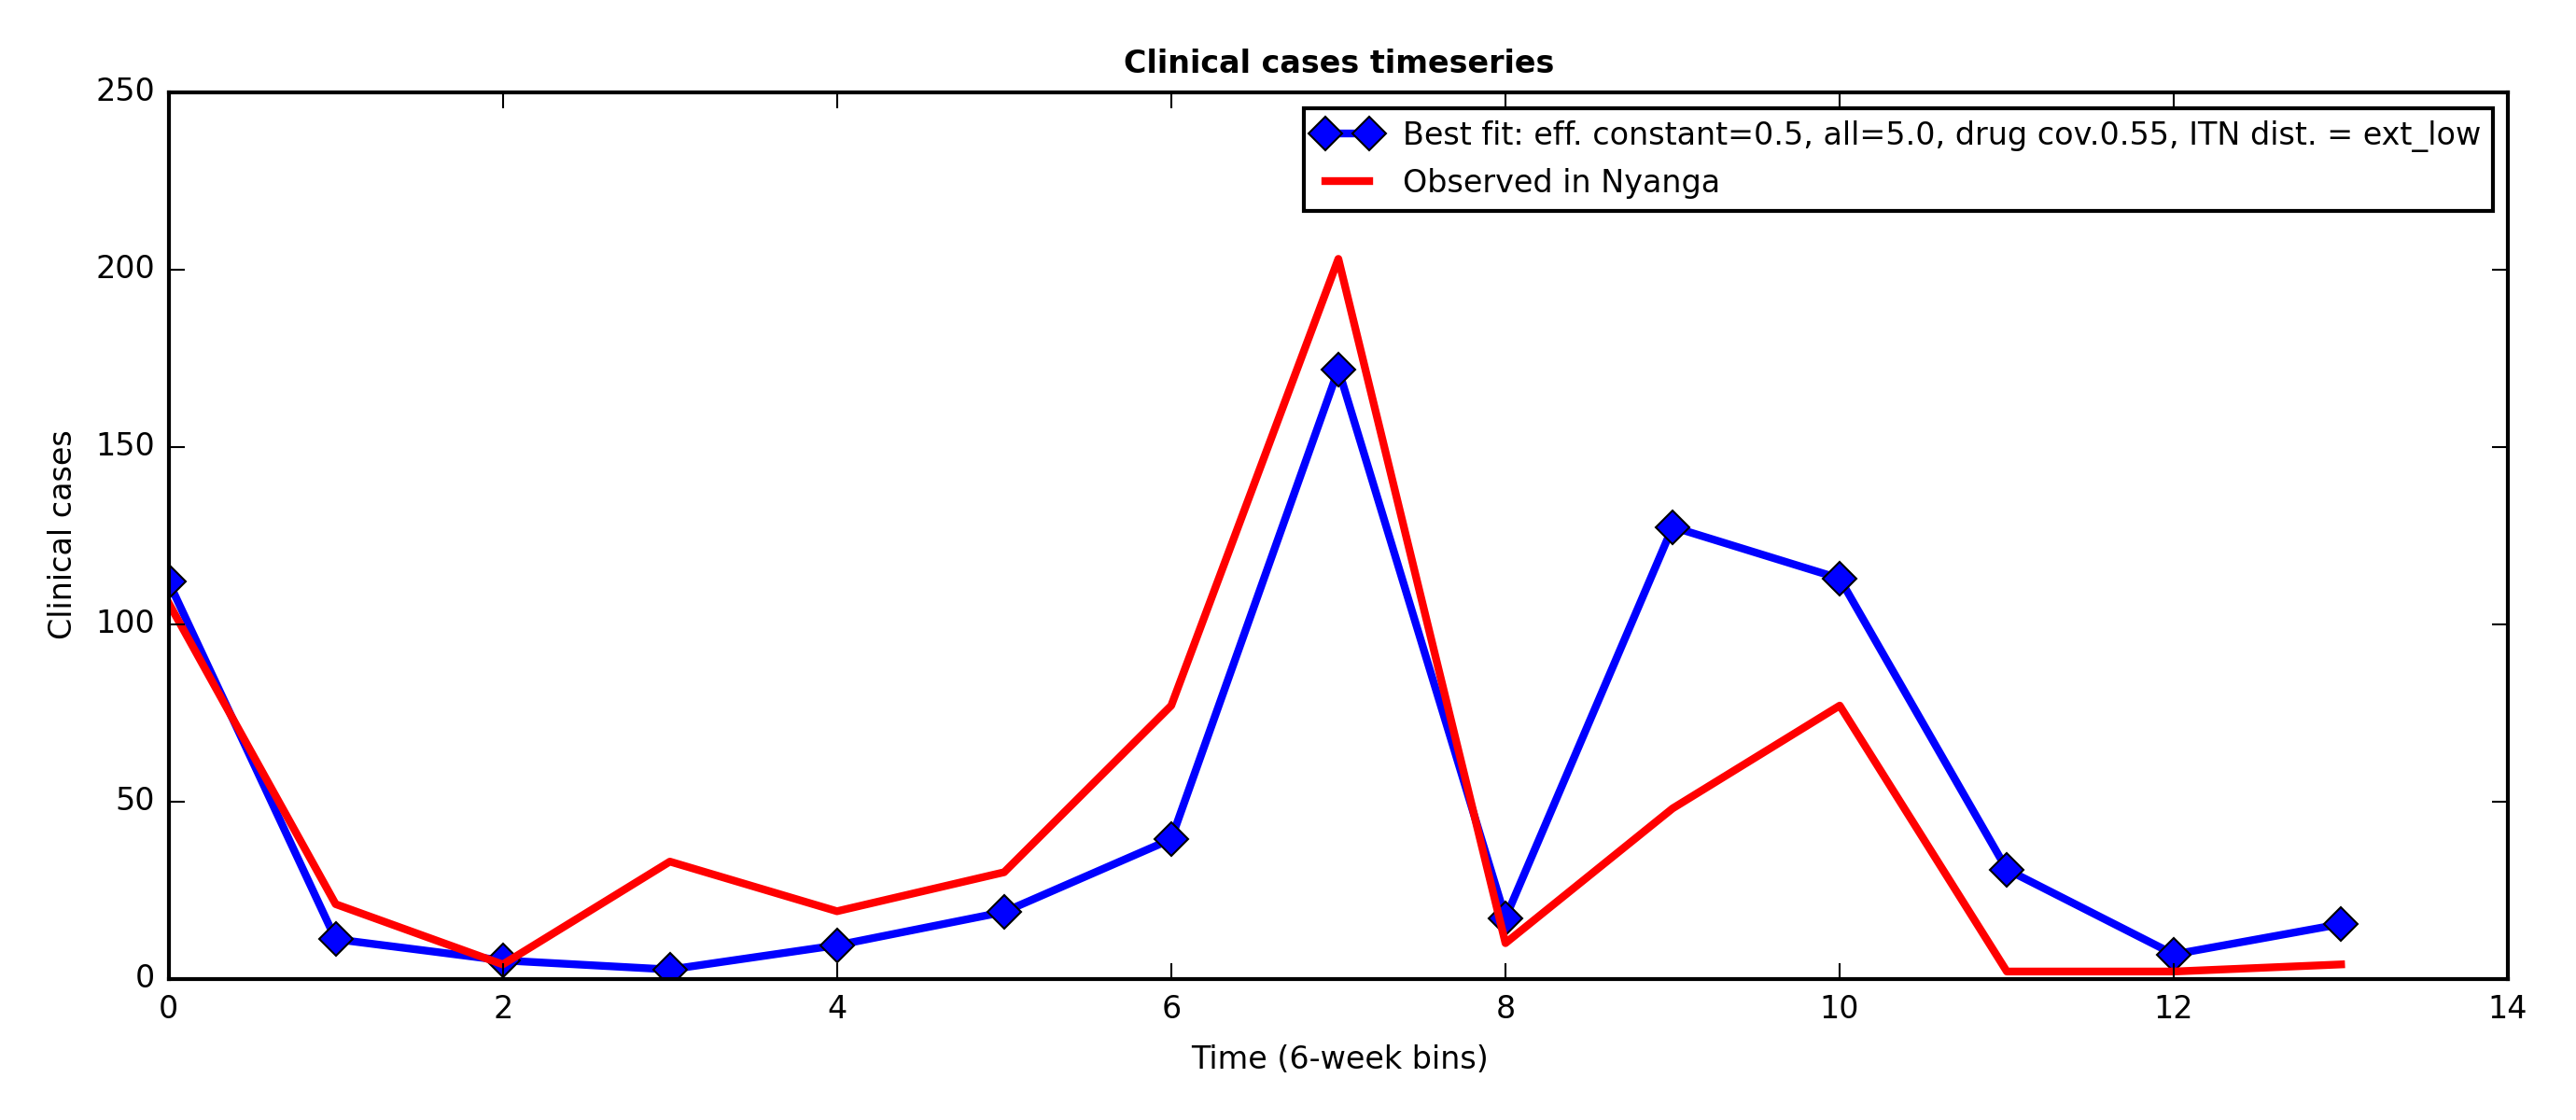 Clinical cases timeseries
250
200
150
100
50
0
Clinical cases
Best fit: eff. constant=0.5, all=5.0, drug cov.0.55, ITN dist. = ext_low
Observed in Nyanga
0 2 4 6 8 10 12 14
Time (6-week bins)